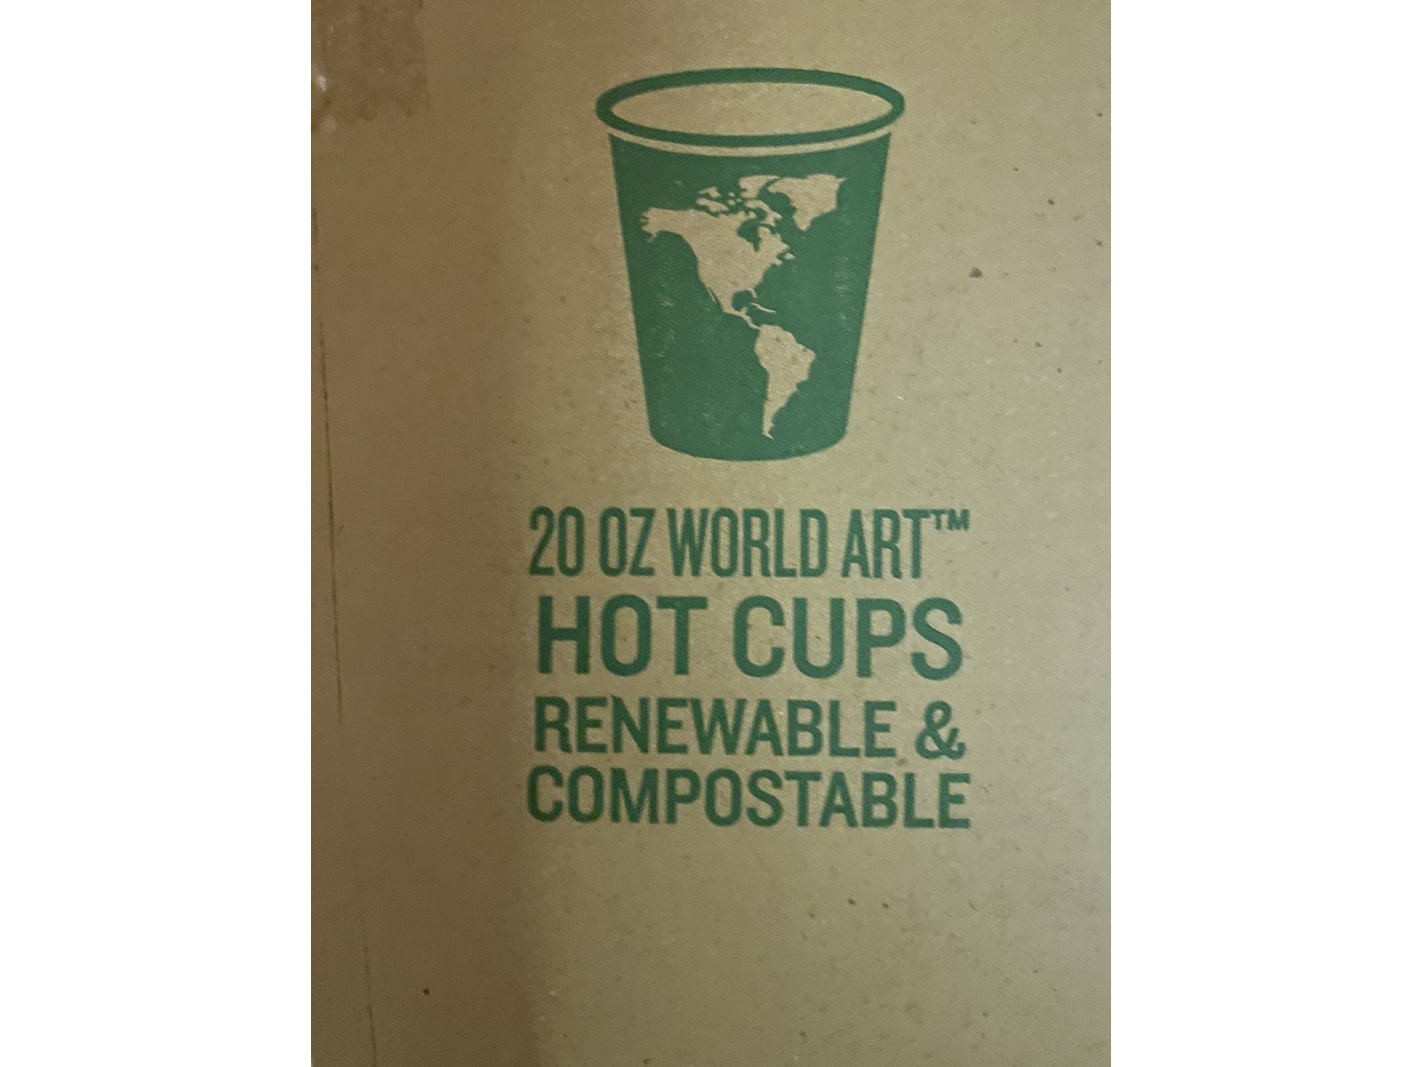 20 OZ WORLD ART™
HOT CUPS
RENEWABLE &
COMPOSTABLE